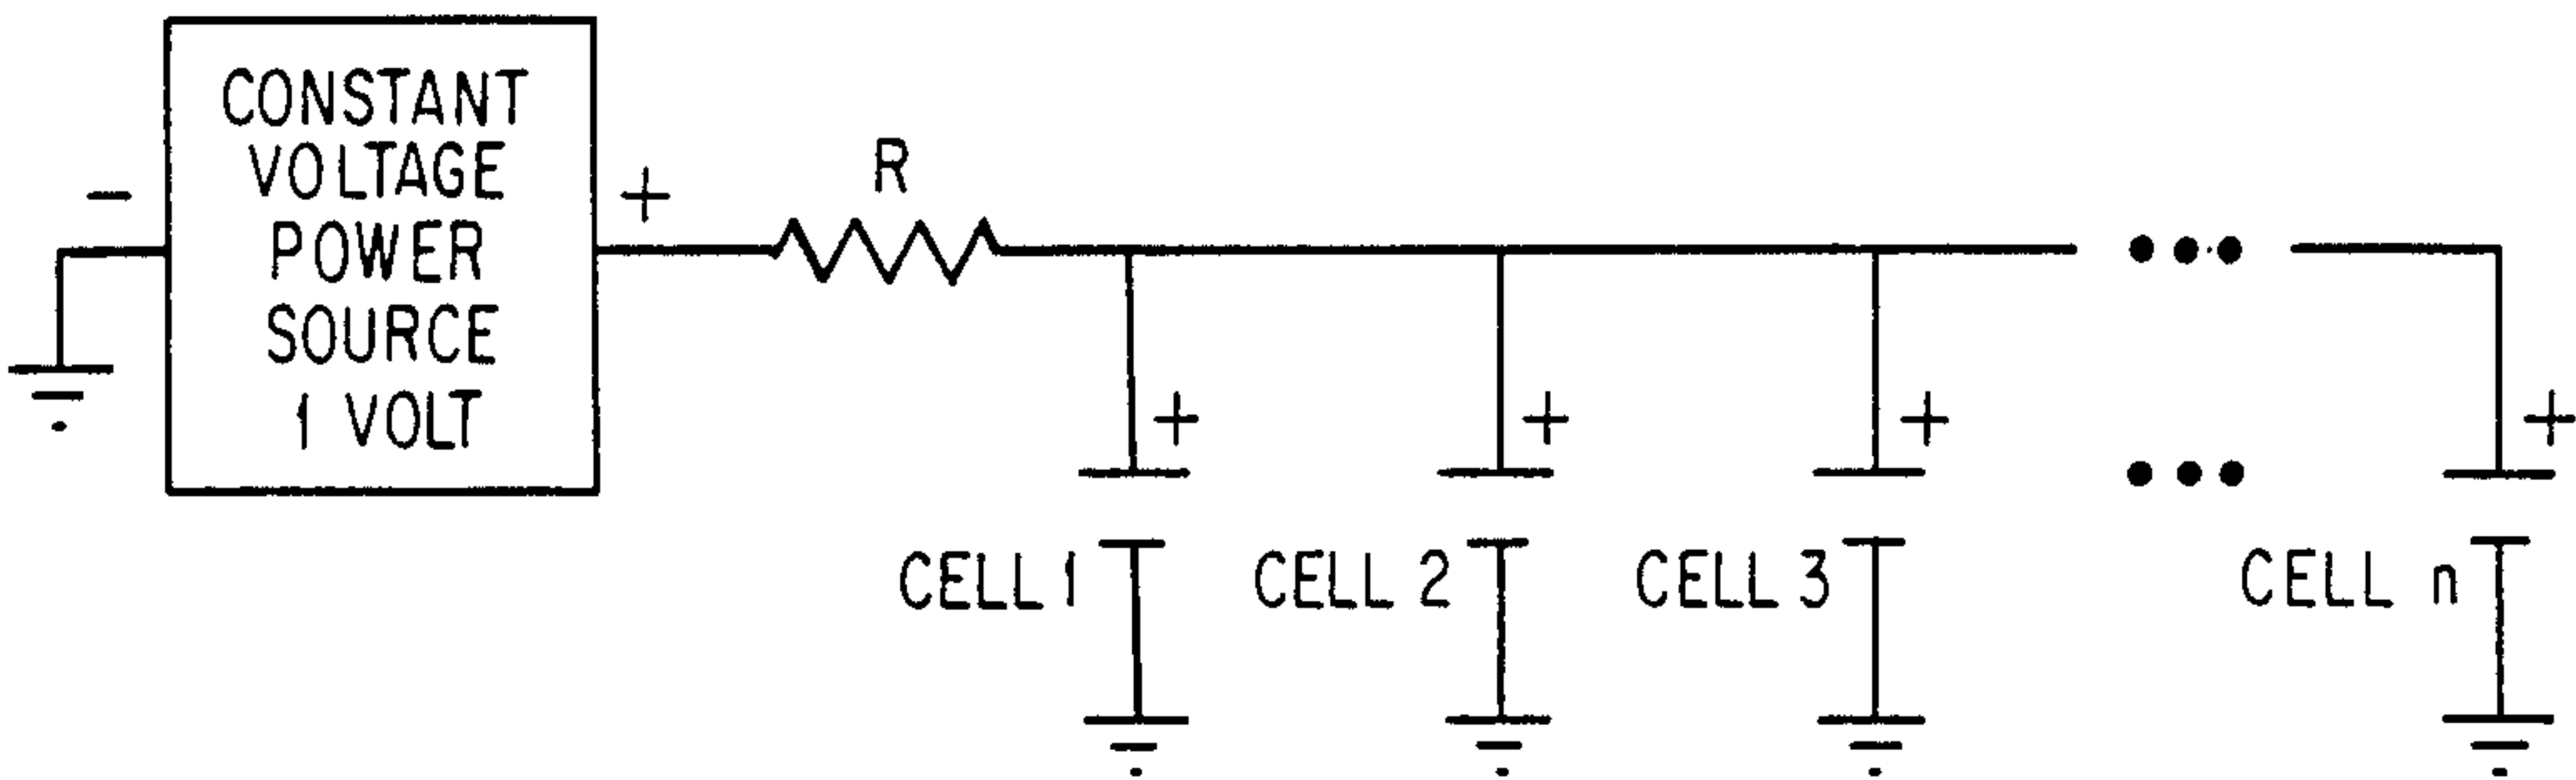 CONSTANT
VOLTAGE
POWER
SOURCE
1 VOLT
-
+
R
+
+
+
+
CELL 1
CELL 2
CELL 3
CELL n